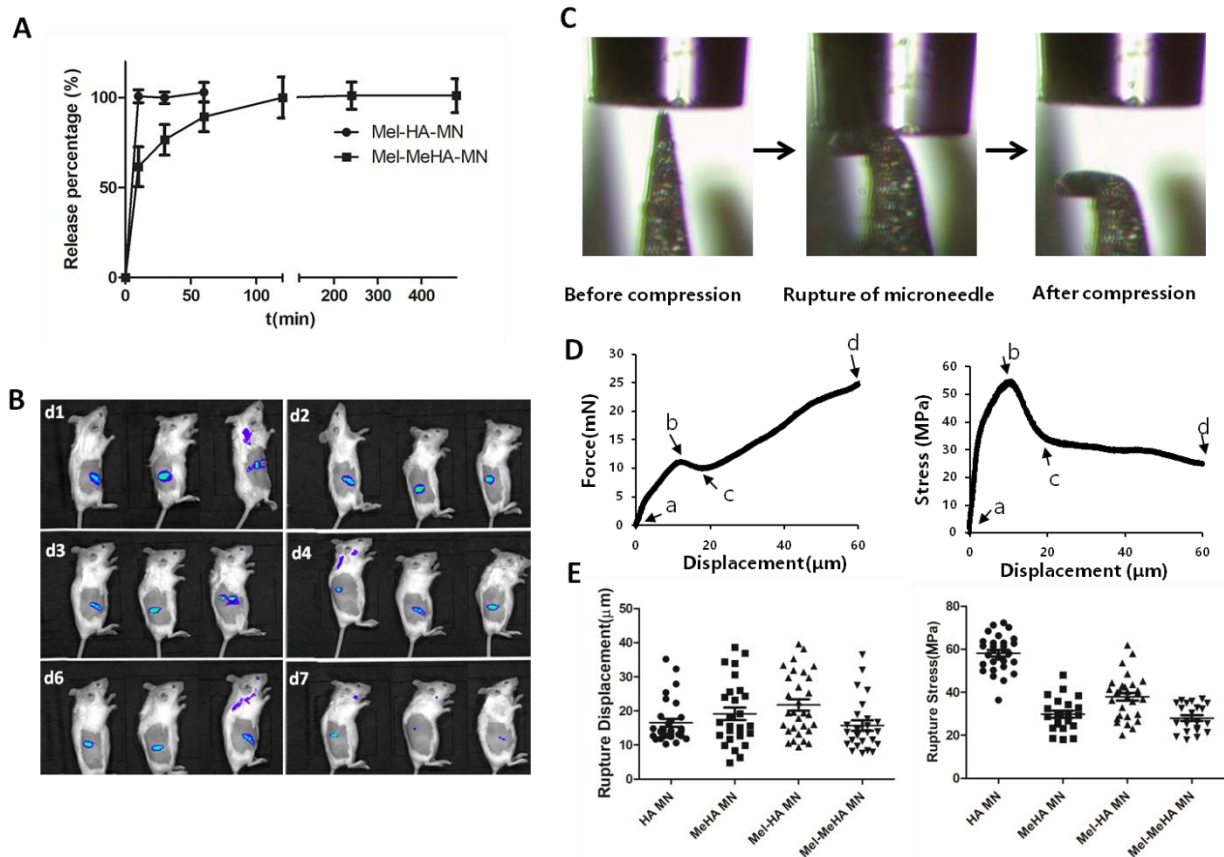 A
Release percentage (%)
100
50
0
0 50 100 200 300 400
t(min)
Mel-HA-MN
Mel-MeHA-MN
B
d1
d2
d3
d4
d6
d7
C
Before compression
Rupture of microneedle
After compression
D
Force(mN)
30
25
20
15
10
5
0
0 20 40 60
Displacement (μm)
a
b
c
d
Stress (MPa)
60
50
40
30
20
10
0
0 20 40 60
Displacement (μm)
a
b
c
d
E
Rupture Displacement(μm)
50
40
30
20
10
0
HA MN
MeHA MN
Mel-HA MN
Mel-MeHA MN
Rupture Stress(MPa)
80
60
40
20
0
HA MN
MeHA MN
Mel-HA MN
Mel-MeHA MN